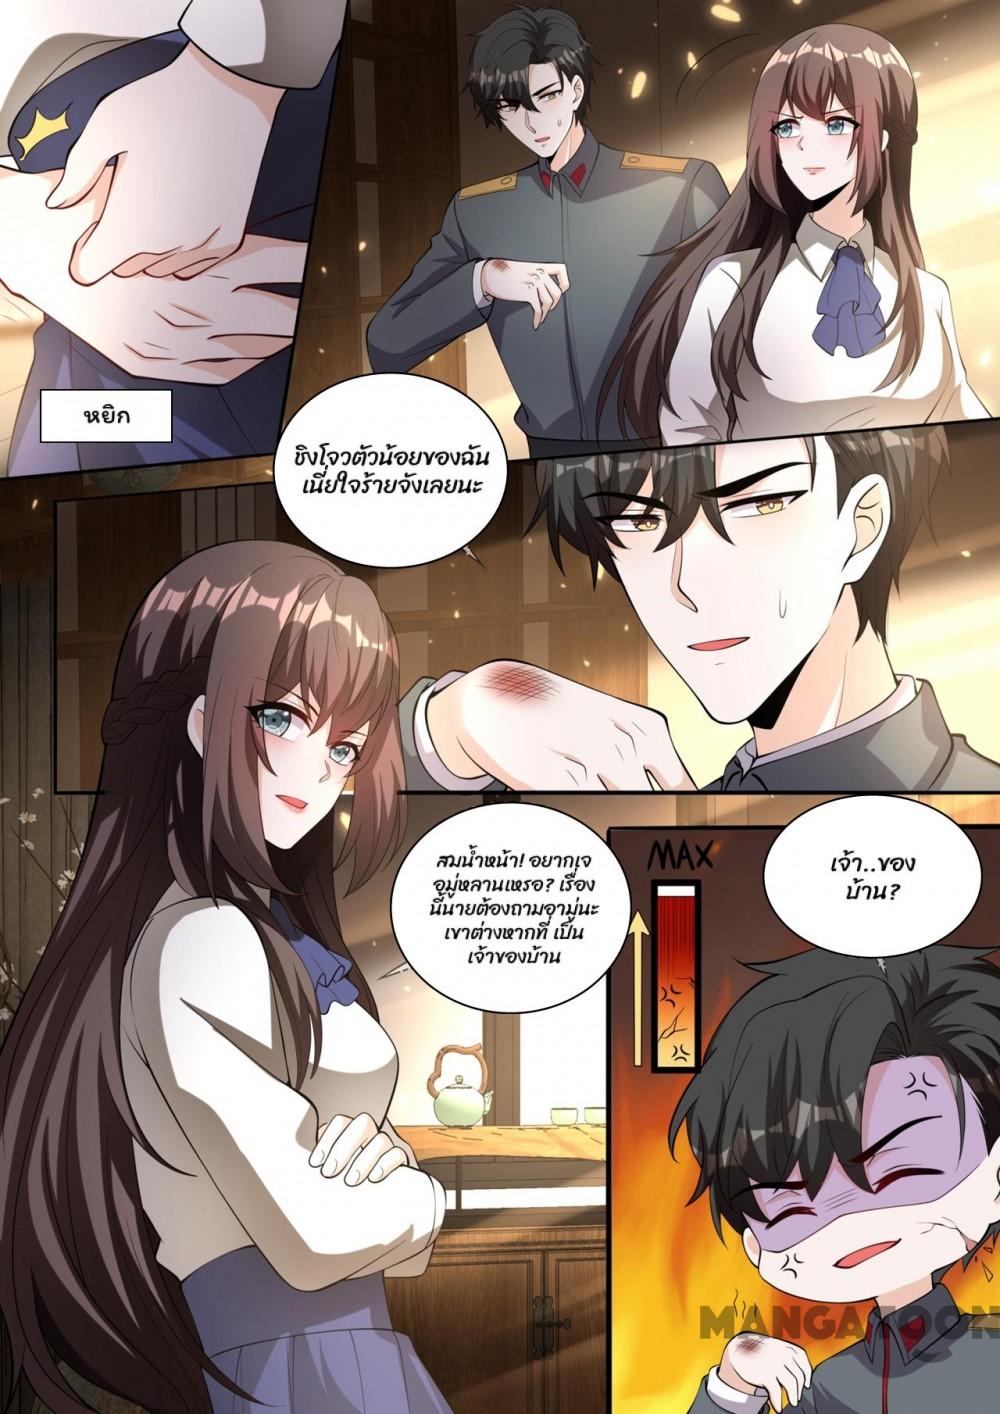 หยิก
ชิงโจวตัวน้อยของฉัน
เนี่ยใจร้ายจังเลยนะ
สมน้ำหน้า! อยากเจ
อมู่หลานเหรอ? เรื่อง
นี้นายต้องถามอามู่นะ
เขาต่างหากที่ เป็น
เจ้าของบ้าน
MAX
เจ้า..ของ
บ้าน?
MANGATOON